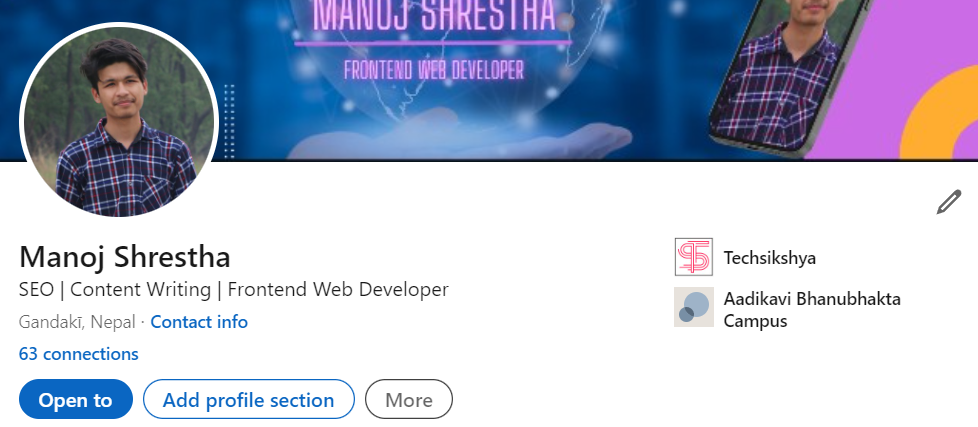 MANOJ SHRESTHA
FRONTEND WEB DEVELOPER
Manoj Shrestha
SEO | Content Writing | Frontend Web Developer
Gandakī, Nepal · Contact info
63 connections
Open to
Add profile section
More
Techsikshya
Aadikavi Bhanubhakta
Campus